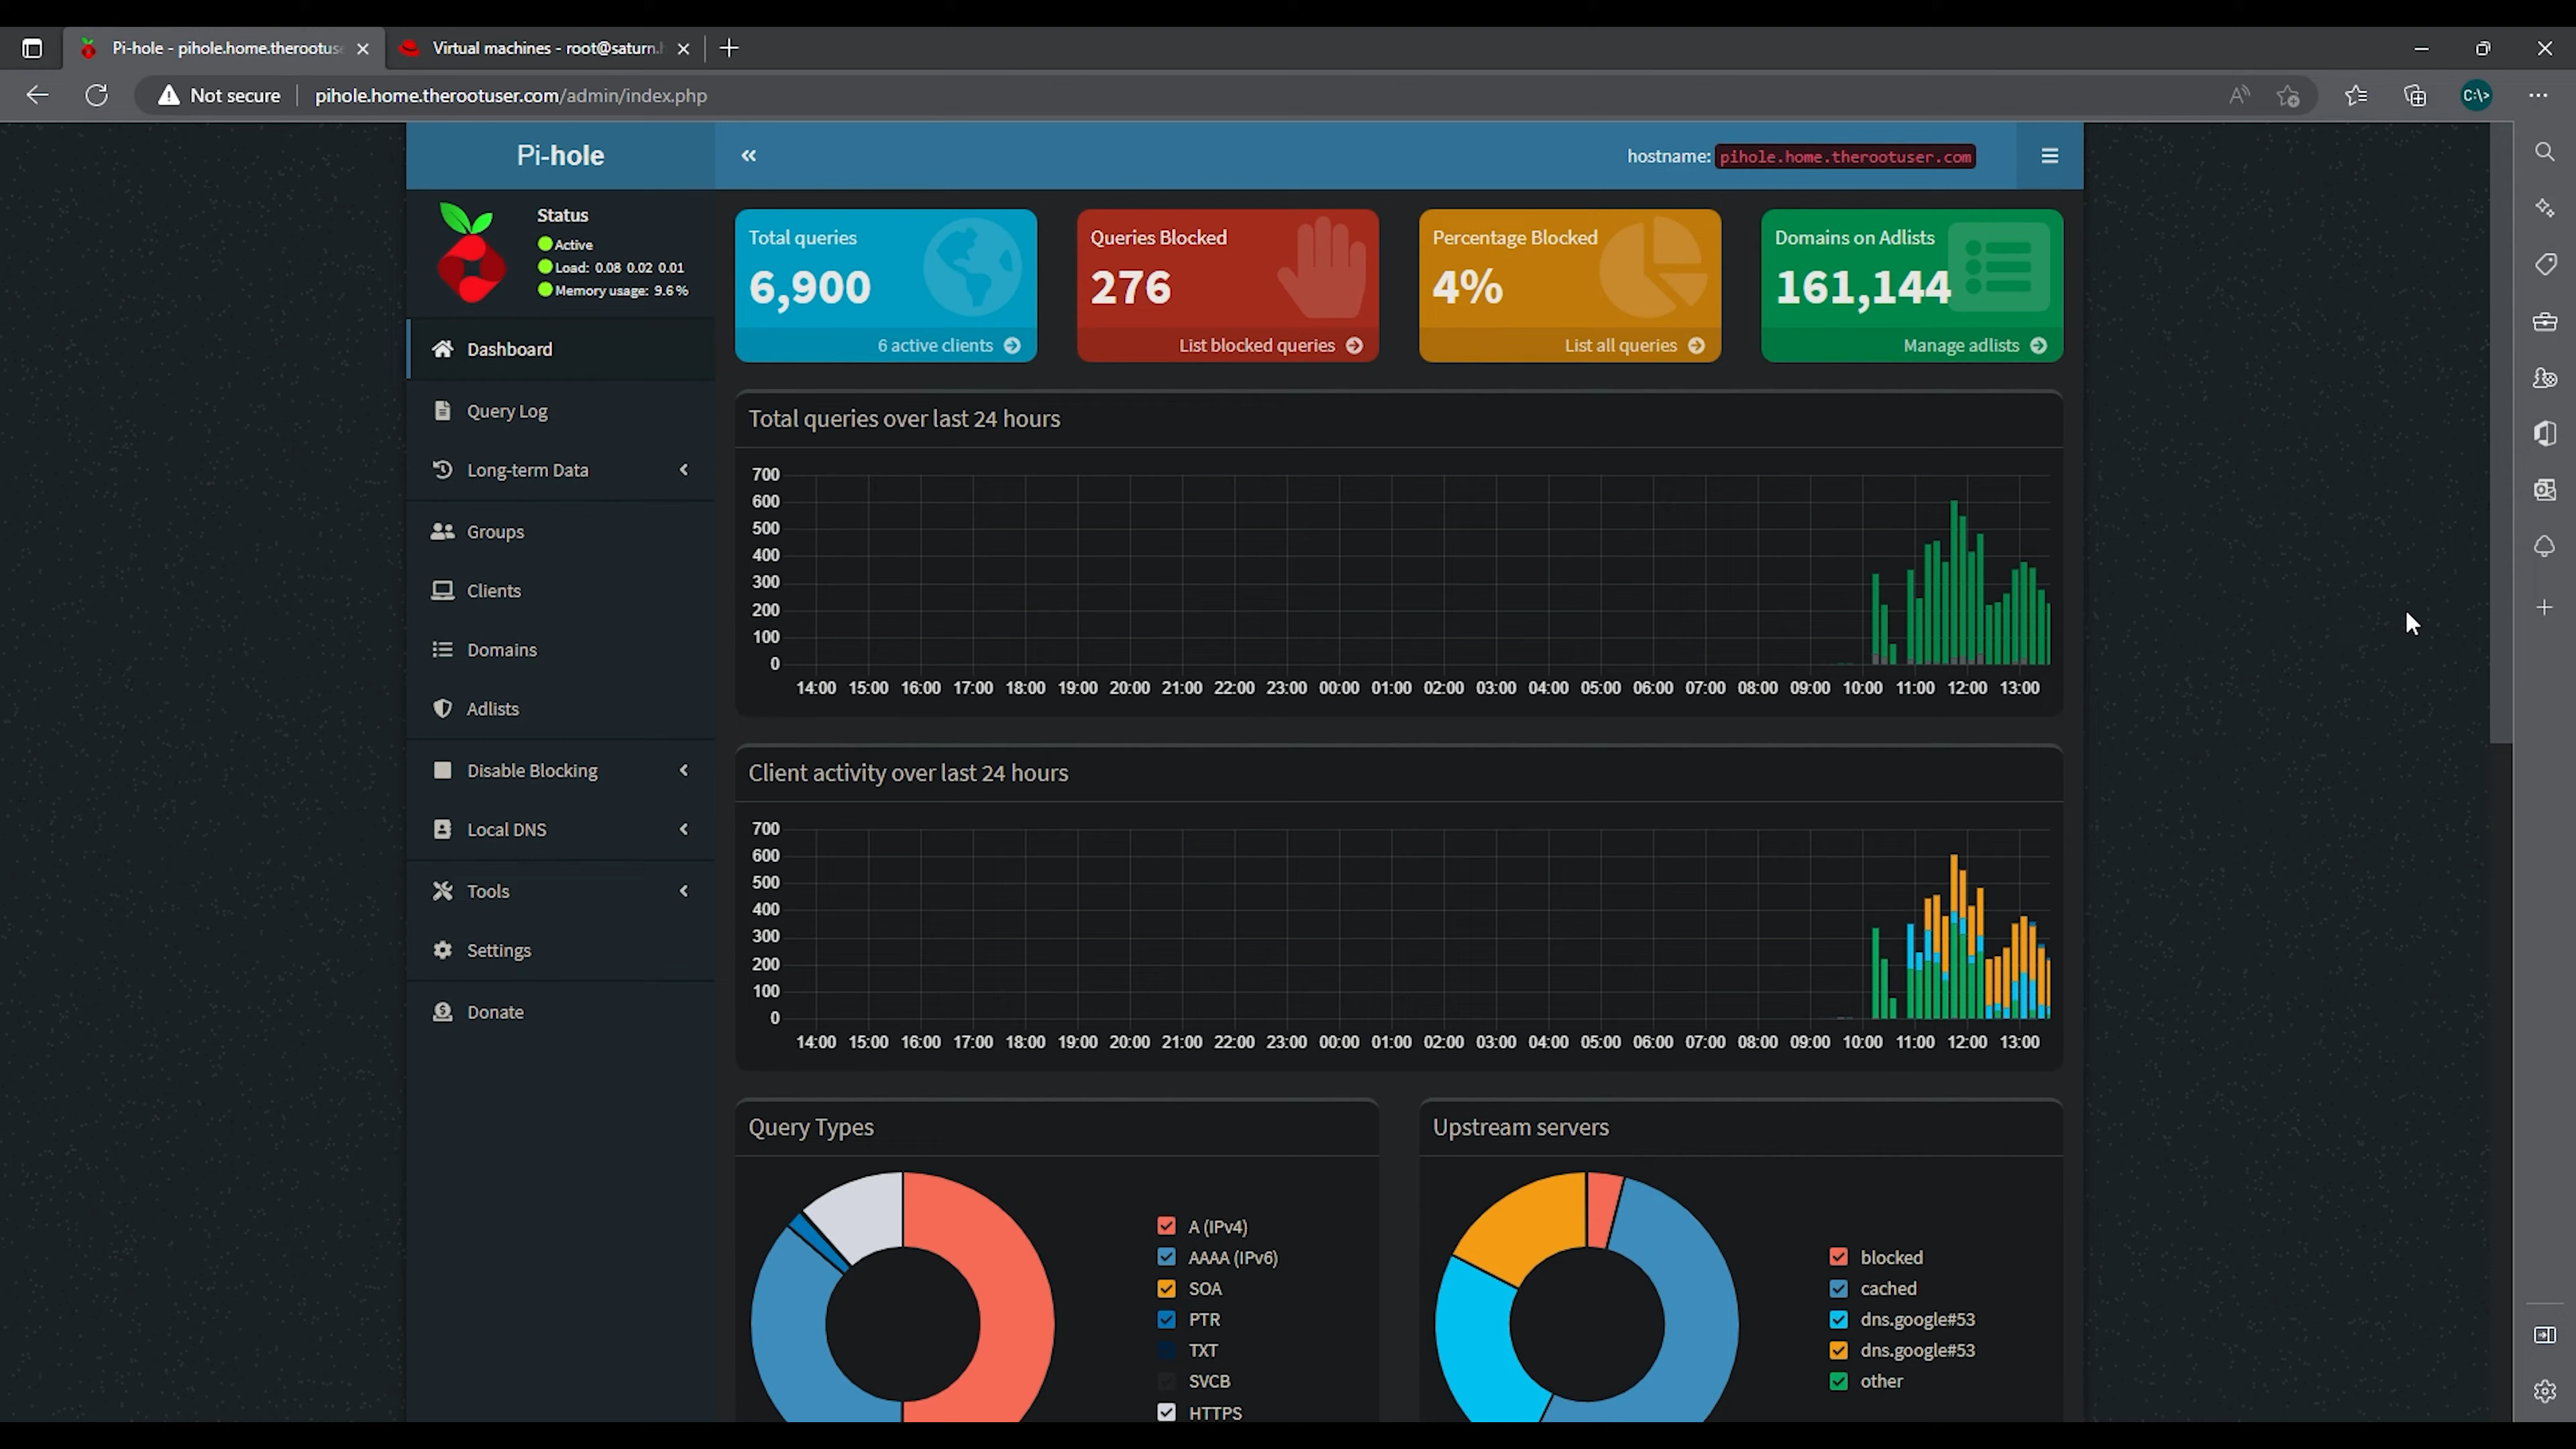 Pi-hole - pihole.home.therootuse
Virtual machines - root@saturn.
Not secure
pihole.home.therootuser.com/admin/index.php
C:\>
Pi-hole
hostname: pihole.home.therootuser.com
Status
Active
Load: 0.08 0.02 0.01
Memory usage: 9.6 %
Dashboard
Query Log
Long-term Data
Groups
Clients
Domains
Adlists
Disable Blocking
Local DNS
Tools
Settings
Donate
Total queries
6,900
6 active clients
Queries Blocked
276
List blocked queries
Percentage Blocked
4%
List all queries
Domains on Adlists
161,144
Manage adlists
Total queries over last 24 hours
700
600
500
400
300
200
100
0
14:00 15:00 16:00 17:00 18:00 19:00 20:00 21:00 22:00 23:00 00:00 01:00 02:00 03:00 04:00 05:00 06:00 07:00 08:00 09:00 10:00 11:00 12:00 13:00
Client activity over last 24 hours
700
600
500
400
300
200
100
0
14:00 15:00 16:00 17:00 18:00 19:00 20:00 21:00 22:00 23:00 00:00 01:00 02:00 03:00 04:00 05:00 06:00 07:00 08:00 09:00 10:00 11:00 12:00 13:00
Query Types
A (IPv4)
AAAA (IPv6)
SOA
PTR
TXT
SVCB
HTTPS
Upstream servers
blocked
cached
dns.google#53
dns.google#53
other